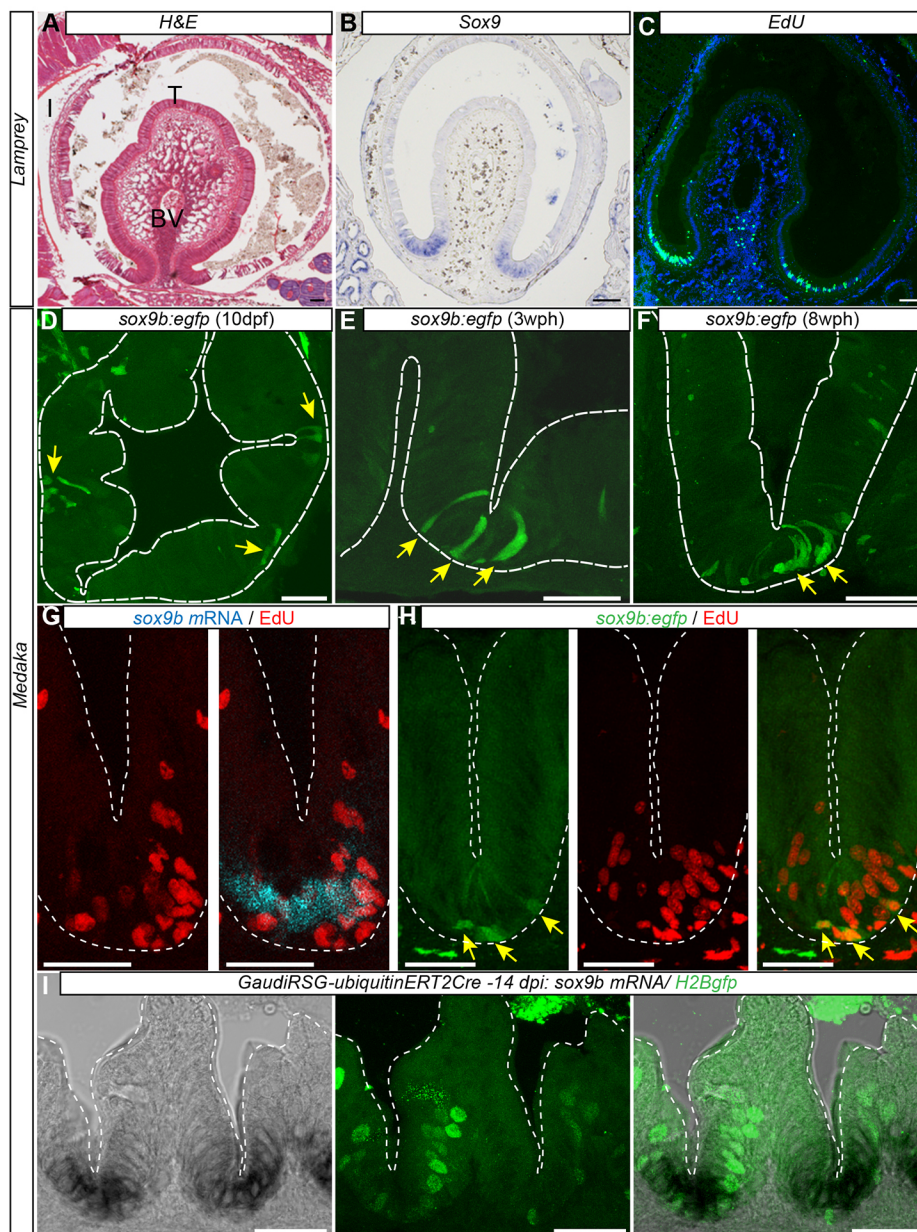 Lamprey
A H&E
I
T
BV
B Sox9
C EdU
Medaka
D sox9b:egfp (10dpf)
E sox9b:egfp (3wph)
F sox9b:egfp (8wph)
G sox9b mRNA / EdU
H sox9b:egfp / EdU
I GaudiRSG-ubiquitinERT2Cre -14 dpi: sox9b mRNA/ H2Bgfp